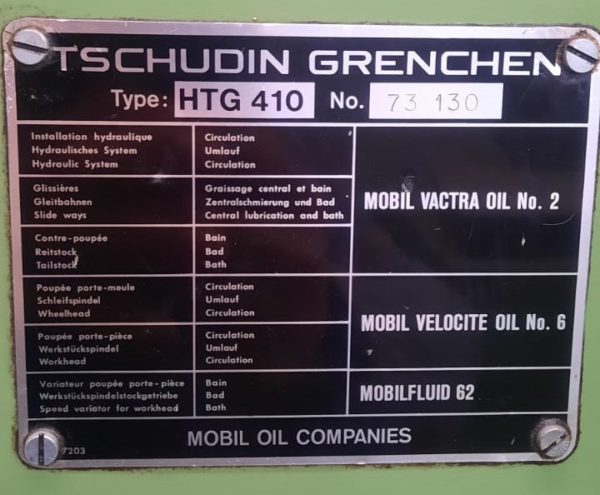 TSCHUDIN GRENCHEN
Type: HTG 410 No. 73 130
Installation hydraulique
Hydraulisches System
Hydraulic System
Circulation
Umlauf
Circulation
Glissières
Gleitbahnen
Slide ways
Graissage central et bain
Zentralschmierung und Bad
Central lubrication and bath
Contre-poupée
Reitstock
Tailstock
Bain
Bad
Bath
MOBIL VACTRA OIL No. 2
Poupée porte-meule
Schleifspindel
Wheelhead
Circulation
Umlauf
Circulation
Poupée porte-pièce
Werkstückspindel
Workhead
Circulation
Umlauf
Circulation
MOBIL VELOCITE OIL No. 6
Variateur poupée porte-pièce
Werkstückspindelstockgetriebe
Speed variator for workhead
Bain
Bad
Bath
MOBILFLUID 62
MOBIL OIL COMPANIES
7203